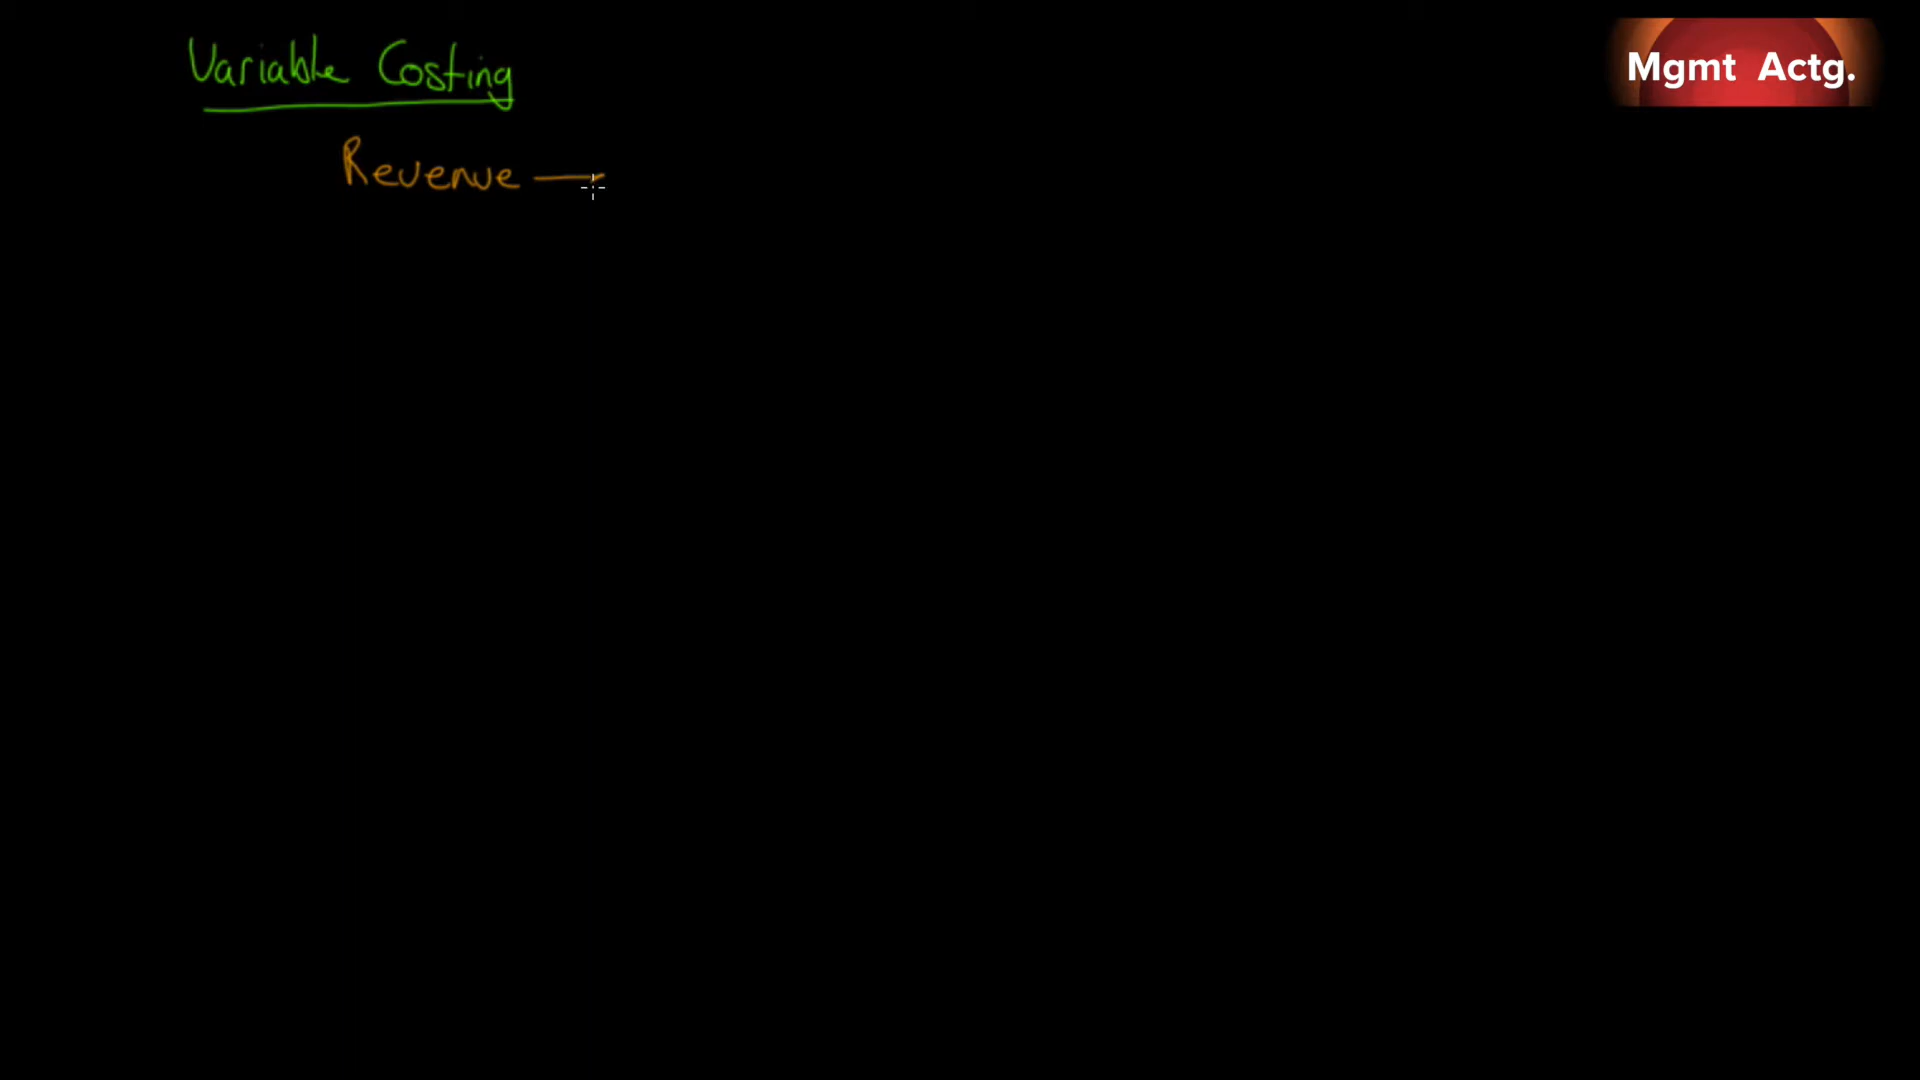 Variable Costing
Mgmt Actg.
Revenue —